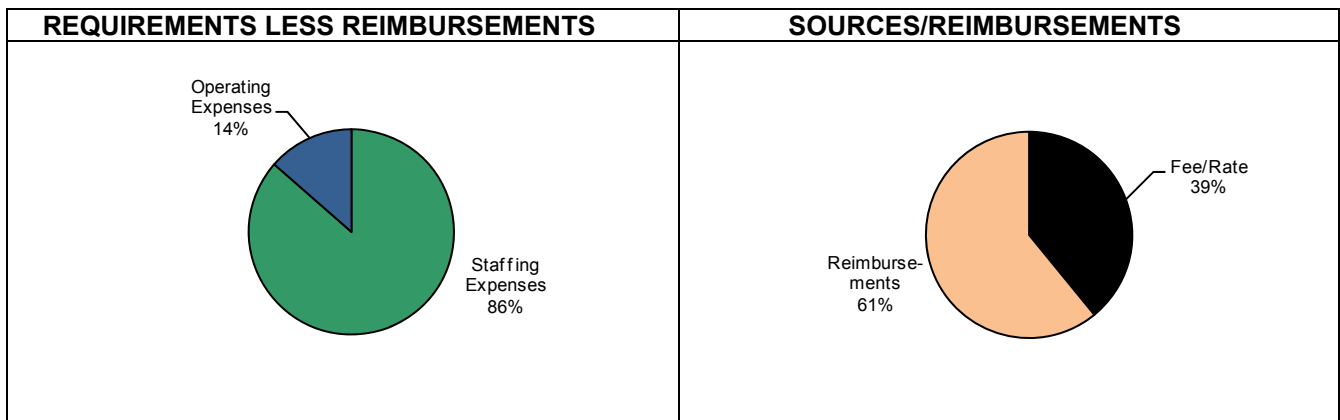 REQUIREMENTS LESS REIMBURSEMENTS
Operating
Expenses
14%
Staffing
Expenses
86%
SOURCES/REIMBURSEMENTS
Fee/Rate
39%
Reimburse-
ments
61%